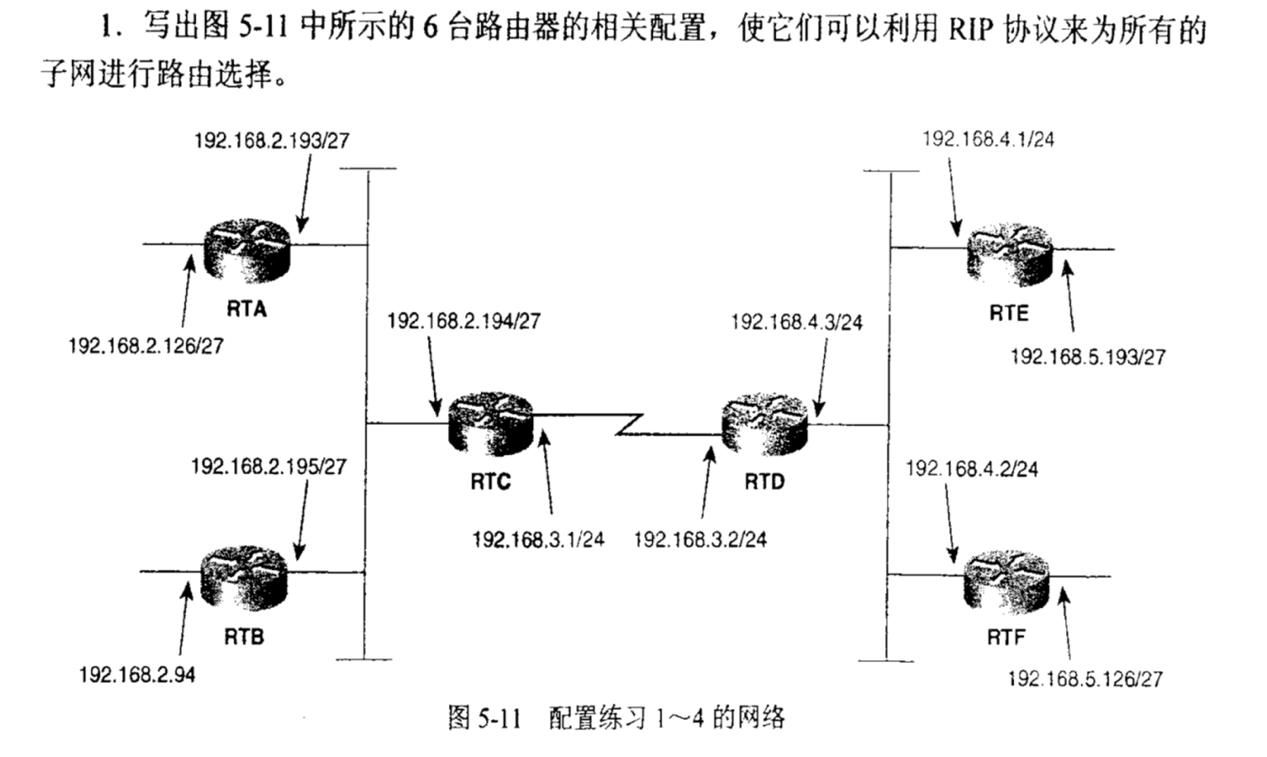 1．写出图 5-11 中所示的 6 台路由器的相关配置，使它们可以利用 RIP 协议来为所有的
子网进行路由选择。
192.168.2.193/27
192.168.4.1/24
RTA
RTE
192.168.2.126/27
192.168.2.194/27
192.168.4.3/24
192.168.5.193/27
192.168.2.195/27
RTC
RTD
192.168.4.2/24
192.168.3.1/24
192.168.3.2/24
RTB
RTF
192.168.2.94
192.168.5.126/27
图 5-11 配置练习 1～4 的网络